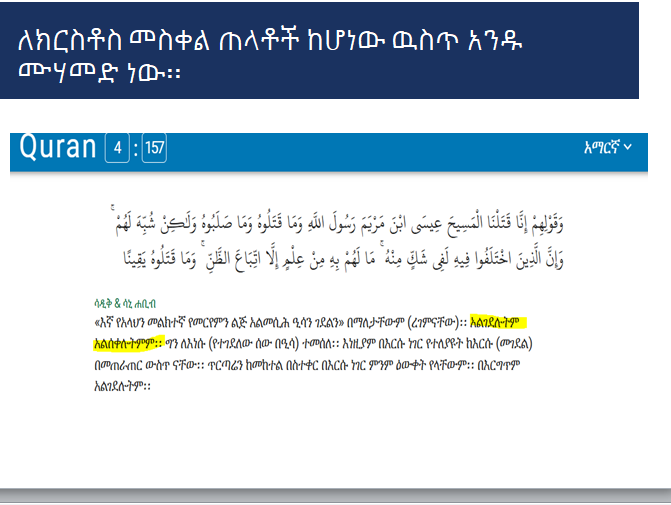 ለክርስቶስ መስቀል ጠላቶች ከሆነው ዉስጥ አንዱ
ሙሃመድ ነው፡፡
Quran 4 : 157 አማርኛ
وَقَوْلِهِمْ إِنَّا قَتَلْنَا الْمَسِيحَ عِيسَى ابْنَ مَرْيَمَ رَسُولَ اللَّهِ وَمَا قَتَلُوهُ وَمَا صَلَبُوهُ وَلَٰكِنْ شُبِّهَ لَهُمْ ۚ
وَإِنَّ الَّذِينَ اخْتَلَفُوا فِيهِ لَفِي شَكٍّ مِنْهُ ۚ مَا لَهُمْ بِهِ مِنْ عِلْمٍ إِلَّا اتِّبَاعَ الظَّنِّ ۚ وَمَا قَتَلُوهُ يَقِينًا
ሳዲቅ & ሳኒ ሐቢብ
«እኛ የአላህን መልክተኛ የመርየምን ልጅ አልመሲሕ ዒሳን ገደልን» በማለታቸውም (ረገምናቸው)፡፡ አልገደሉትም
አልሰቀሉትምም፡፡ ግን ለእነሱ (የተገደለው ሰው በዒሳ) ተመሰለ፡፡ እነዚያም በእርሱ ነገር የተለያዩት ከእርሱ (መገደል)
በመጠራጠር ውስጥ ናቸው፡፡ ጥርጣሬን ከመከተል በስተቀር በእርሱ ነገር ምንም ዕውቀት የላቸውም፡፡ በእርግጥም
አልገደሉትም፡፡